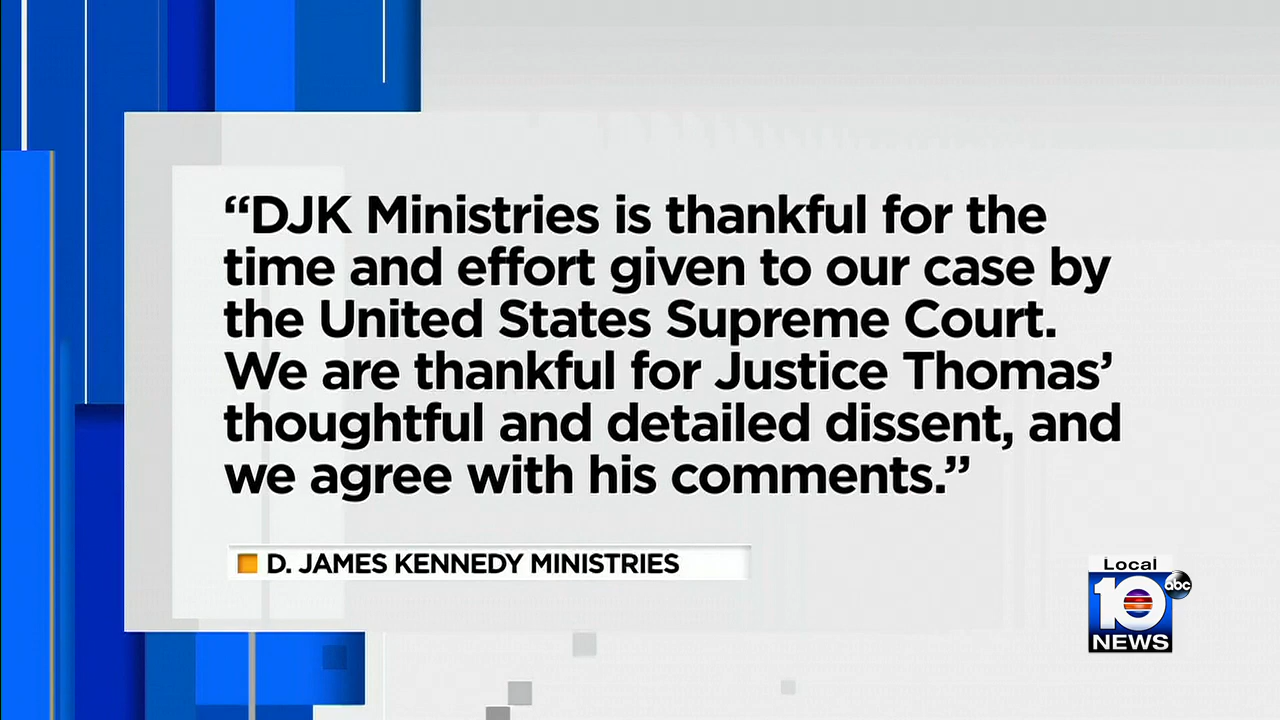 “DJK Ministries is thankful for the
time and effort given to our case by
the United States Supreme Court.
We are thankful for Justice Thomas’
thoughtful and detailed dissent, and
we agree with his comments.”
D. JAMES KENNEDY MINISTRIES
Local
10
abc
NEWS